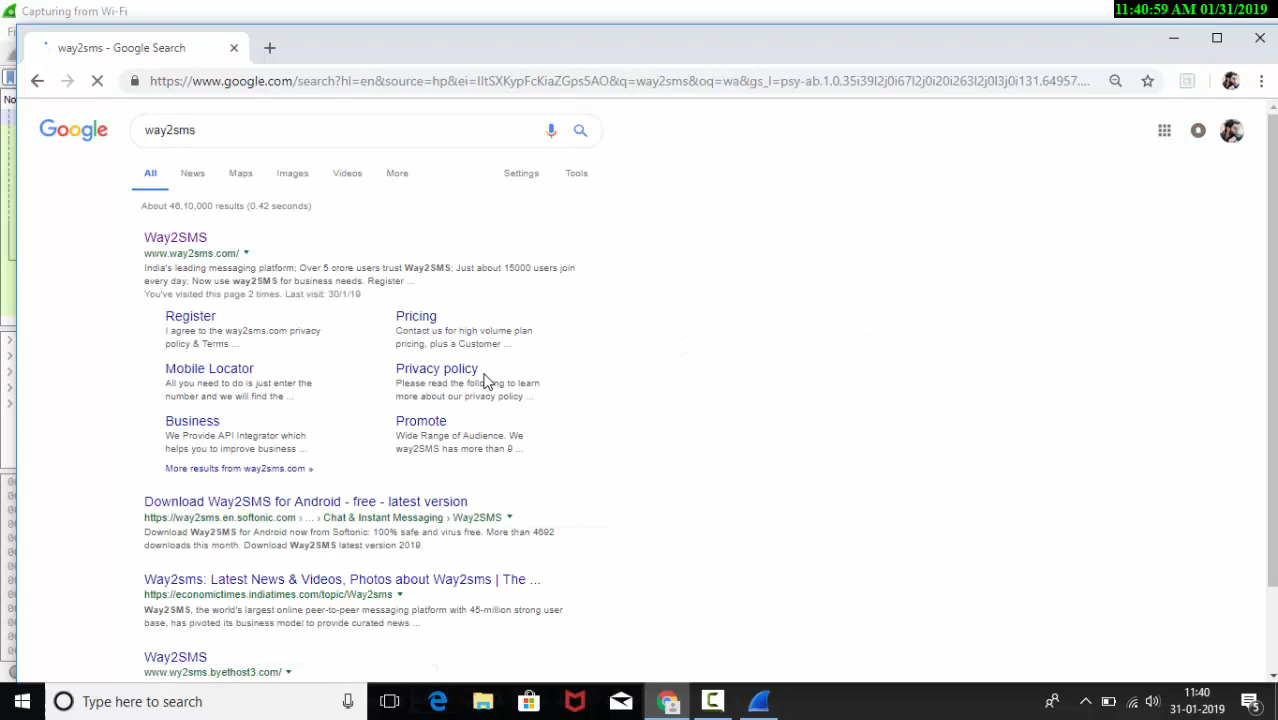 Capturing from Wi-Fi
11:40:59 AM 01/31/2019
way2sms - Google Search
https://www.google.com/search?hl=en&source=hp&ei=IItSXKypFcKiaZGps5AO&q=way2sms&oq=wa&gs_l=psy-ab.1.0.35i39l2j0i67l2j0i20i263l2j0l3j0i131.64957....
No
Google
way2sms
All News Maps Images Videos More Settings Tools
About 46,10,000 results (0.42 seconds)
Way2SMS
www.way2sms.com/
India's leading messaging platform; Over 5 crore users trust Way2SMS; Just about 15000 users join
every day; Now use way2SMS for business needs. Register ...
You've visited this page 2 times. Last visit: 30/1/19
Register
I agree to the way2sms.com privacy
policy & Terms ...
Pricing
Contact us for high volume plan
pricing, plus a Customer ...
Mobile Locator
All you need to do is just enter the
number and we will find the ...
Privacy policy
Please read the following to learn
more about our privacy policy ...
Business
We Provide API Integrator which
helps you to improve business ...
Promote
Wide Range of Audience. We
way2SMS has more than 9 ...
More results from way2sms.com »
Download Way2SMS for Android - free - latest version
https://way2sms.en.softonic.com › ... › Chat & Instant Messaging › Way2SMS
Download Way2SMS for Android now from Softonic: 100% safe and virus free. More than 4692
downloads this month. Download Way2SMS latest version 2019.
Way2sms: Latest News & Videos, Photos about Way2sms | The ...
https://economictimes.indiatimes.com/topic/Way2sms
Way2SMS, the world's largest online peer-to-peer messaging platform with 45-million strong user
base, has pivoted its business model to provide curated news ...
Way2SMS
www.wy2sms.byethost3.com/
Type here to search
11:40
31-01-2019
5